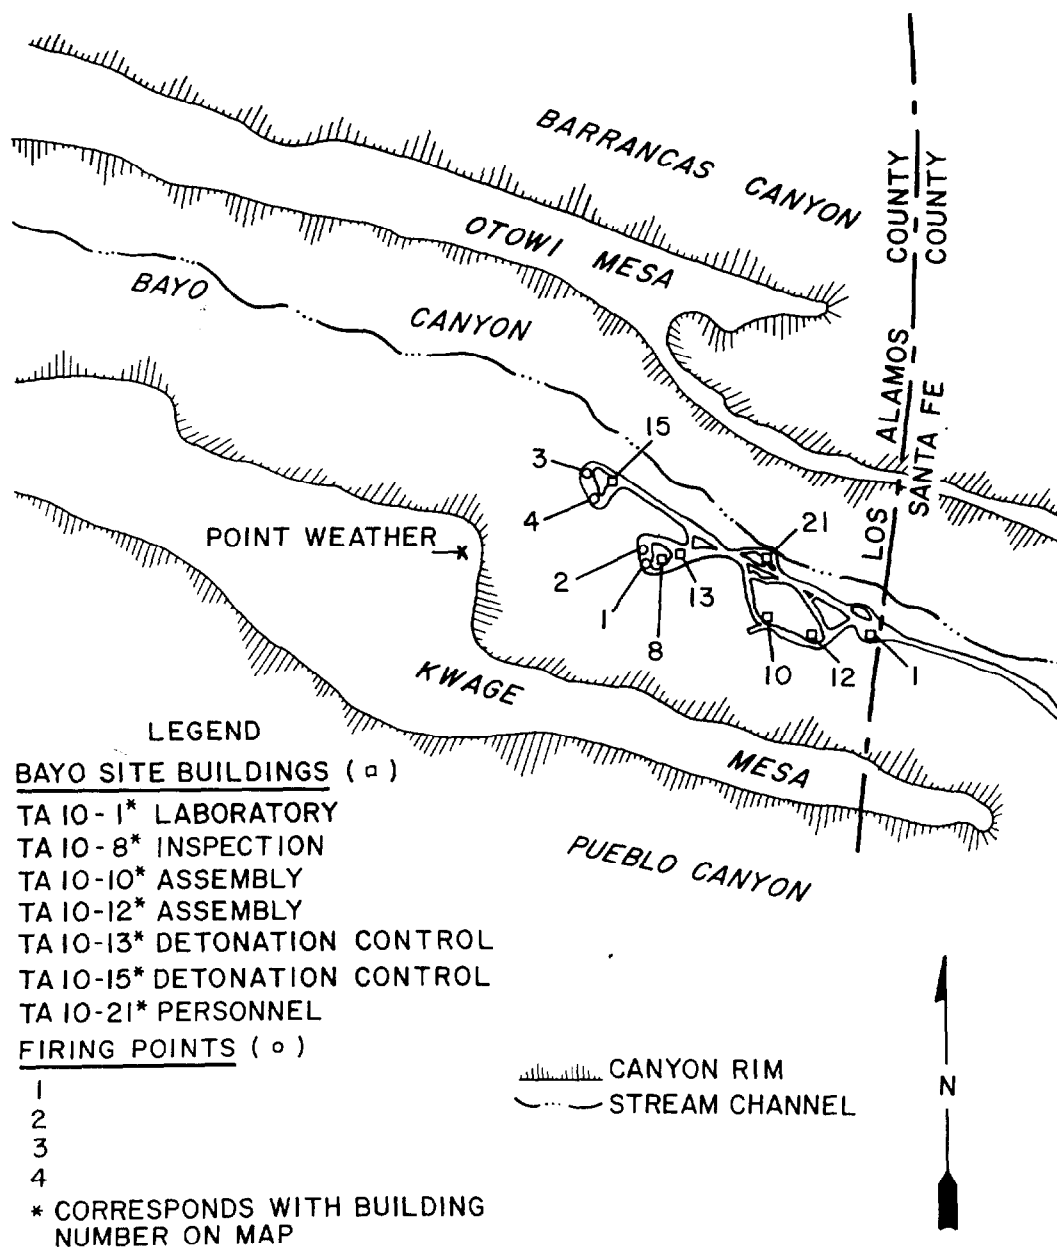 BARRANCAS CANYON
OTOWI MESA
BAYO CANYON
LOS ALAMOS COUNTY
SANTA FE COUNTY
3
15
4
21
POINT WEATHER
x
2
1
8
13
10
12
1
KWAGE MESA
PUEBLO CANYON
LEGEND
BAYO SITE BUILDINGS (□)
TA 10-1* LABORATORY
TA 10-8* INSPECTION
TA 10-10* ASSEMBLY
TA 10-12* ASSEMBLY
TA 10-13* DETONATION CONTROL
TA 10-15* DETONATION CONTROL
TA 10-21* PERSONNEL
FIRING POINTS (○)
1
2
3
4
* CORRESPONDS WITH BUILDING
NUMBER ON MAP
CANYON RIM
STREAM CHANNEL
N